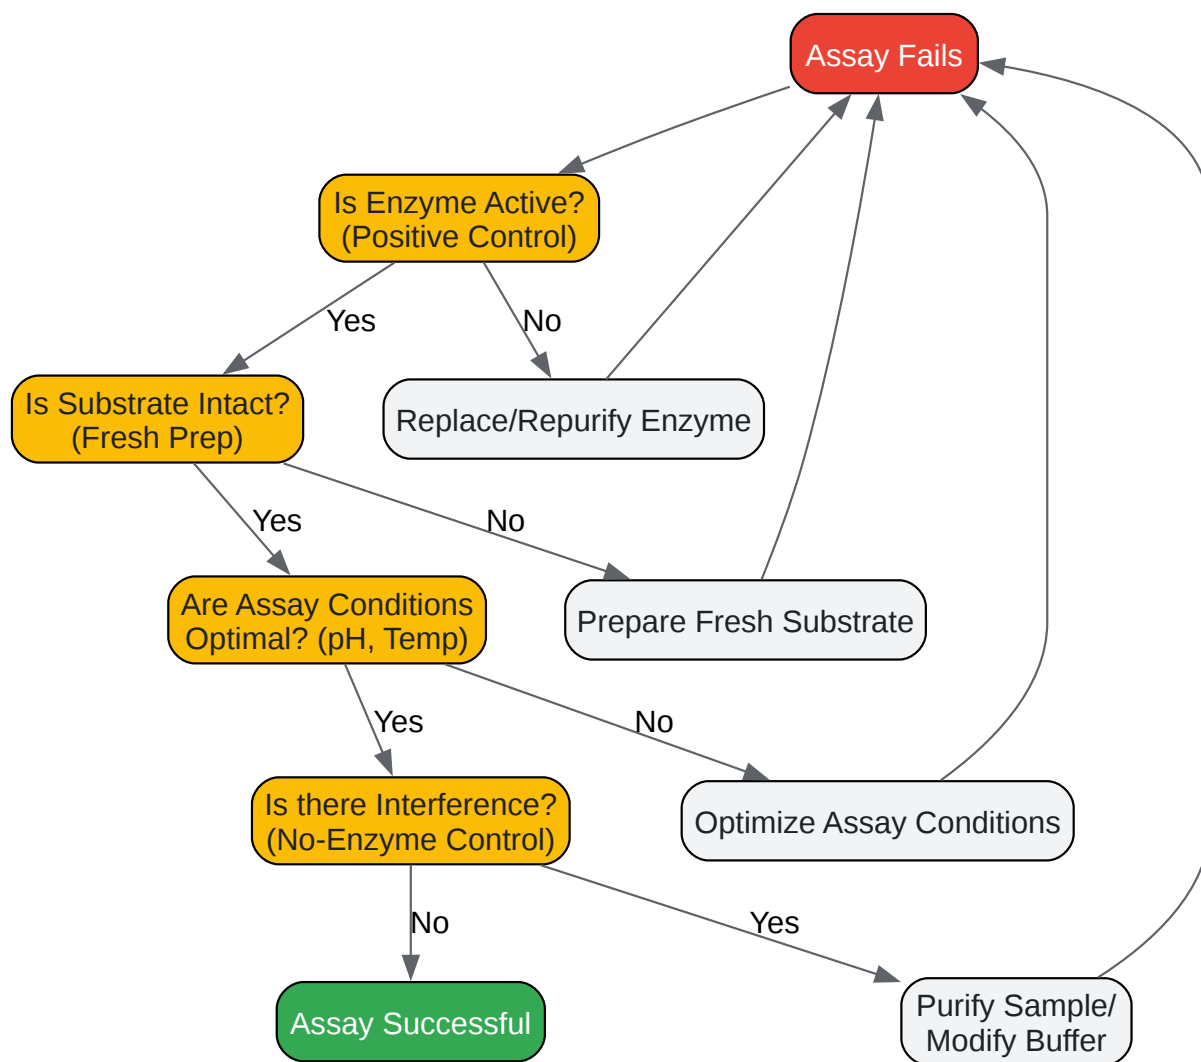 Assay Fails
Is Enzyme Active?
(Positive Control)
Yes
No
Is Substrate Intact?
(Fresh Prep)
Replace/Repurify Enzyme
Yes
No
Are Assay Conditions
Optimal? (pH, Temp)
Prepare Fresh Substrate
Yes
No
Is there Interference?
(No-Enzyme Control)
Optimize Assay Conditions
No
Yes
Assay Successful
Purify Sample/
Modify Buffer